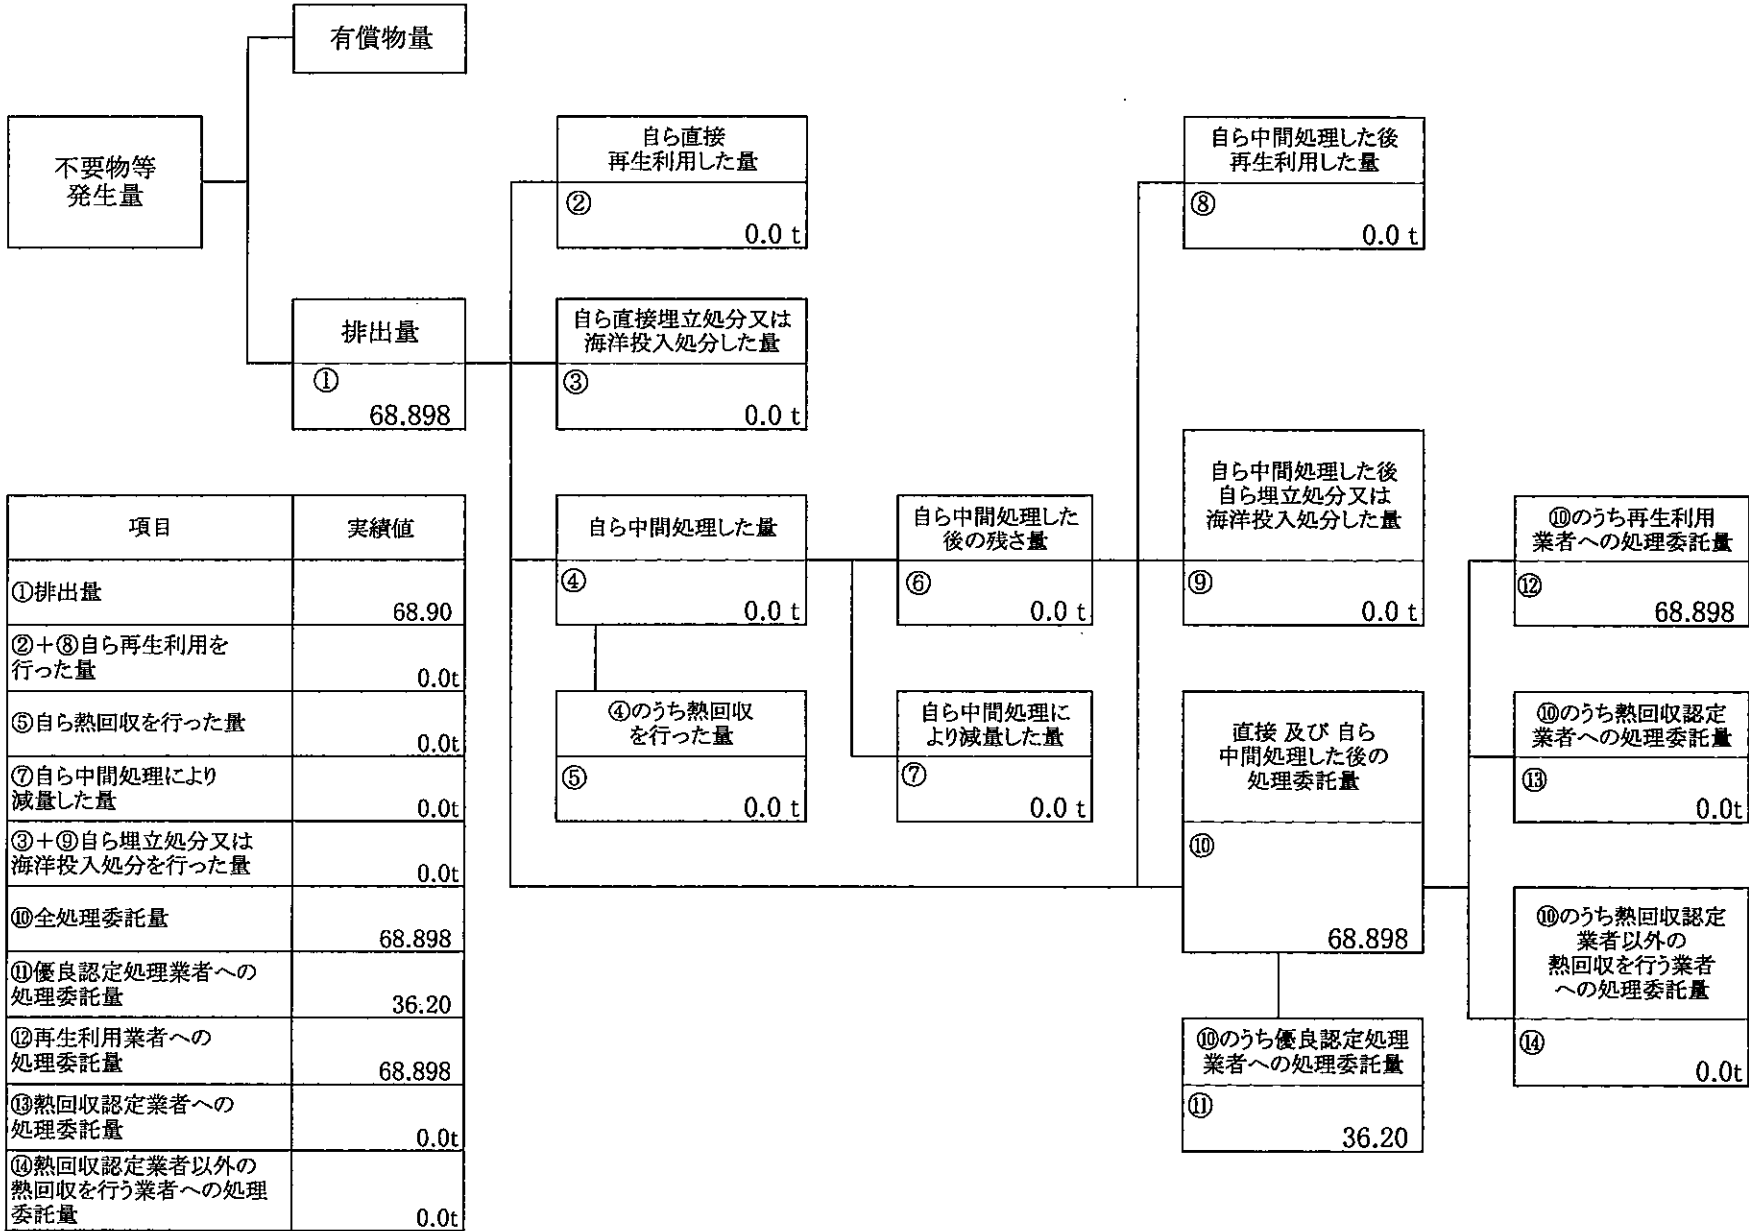 有償物量
不要物等
発生量
自ら直接
再生利用した量
②
0.0 t
自ら中間処理した後
再生利用した量
⑧
0.0 t
排出量
①
68.898
自ら直接埋立処分又は
海洋投入処分した量
③
0.0 t
自ら中間処理した量
④
0.0 t
自ら中間処理した
後の残さ量
⑥
0.0 t
自ら中間処理した後
自ら埋立処分又は
海洋投入処分した量
⑨
0.0 t
⑩のうち再生利用
業者への処理委託量
⑫
68.898
④のうち熱回収
を行った量
⑤
0.0 t
自ら中間処理に
より減量した量
⑦
0.0 t
直接 及び 自ら
中間処理した後の
処理委託量
⑩
68.898
⑩のうち熱回収認定
業者への処理委託量
⑬
0.0t
⑩のうち熱回収認定
業者以外の
熱回収を行う業者
への処理委託量
⑭
0.0t
⑩のうち優良認定処理
業者への処理委託量
⑪
36.20
項目 実績値
①排出量
68.90
②＋⑧自ら再生利用を
行った量
0.0t
⑤自ら熱回収を行った量
0.0t
⑦自ら中間処理により
減量した量
0.0t
③＋⑨自ら埋立処分又は
海洋投入処分を行った量
0.0t
⑩全処理委託量
68.898
⑪優良認定処理業者への
処理委託量
36.20
⑫再生利用業者への
処理委託量
68.898
⑬熱回収認定業者への
処理委託量
0.0t
⑭熱回収認定業者以外の
熱回収を行う業者への処理
委託量
0.0t